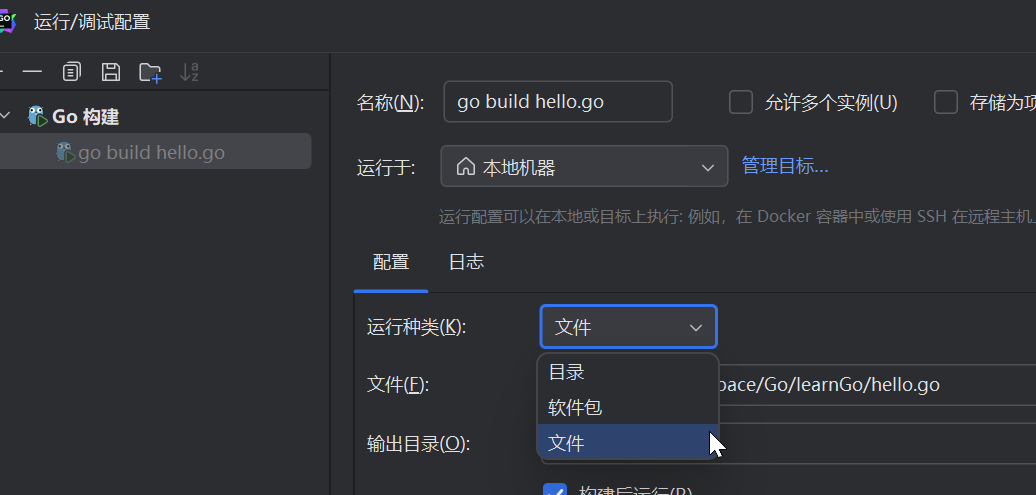 运行/调试配置
名称(N):
go build hello.go
允许多个实例(U)
存储为项
Go 构建
go build hello.go
运行于:
本地机器
管理目标...
运行配置可以在本地或目标上执行: 例如，在 Docker 容器中或使用 SSH 在远程主机
配置
日志
运行种类(K):
文件
目录
软件包
文件
文件(F):
pace/Go/learnGo/hello.go
输出目录(O):
构建后运行(R)